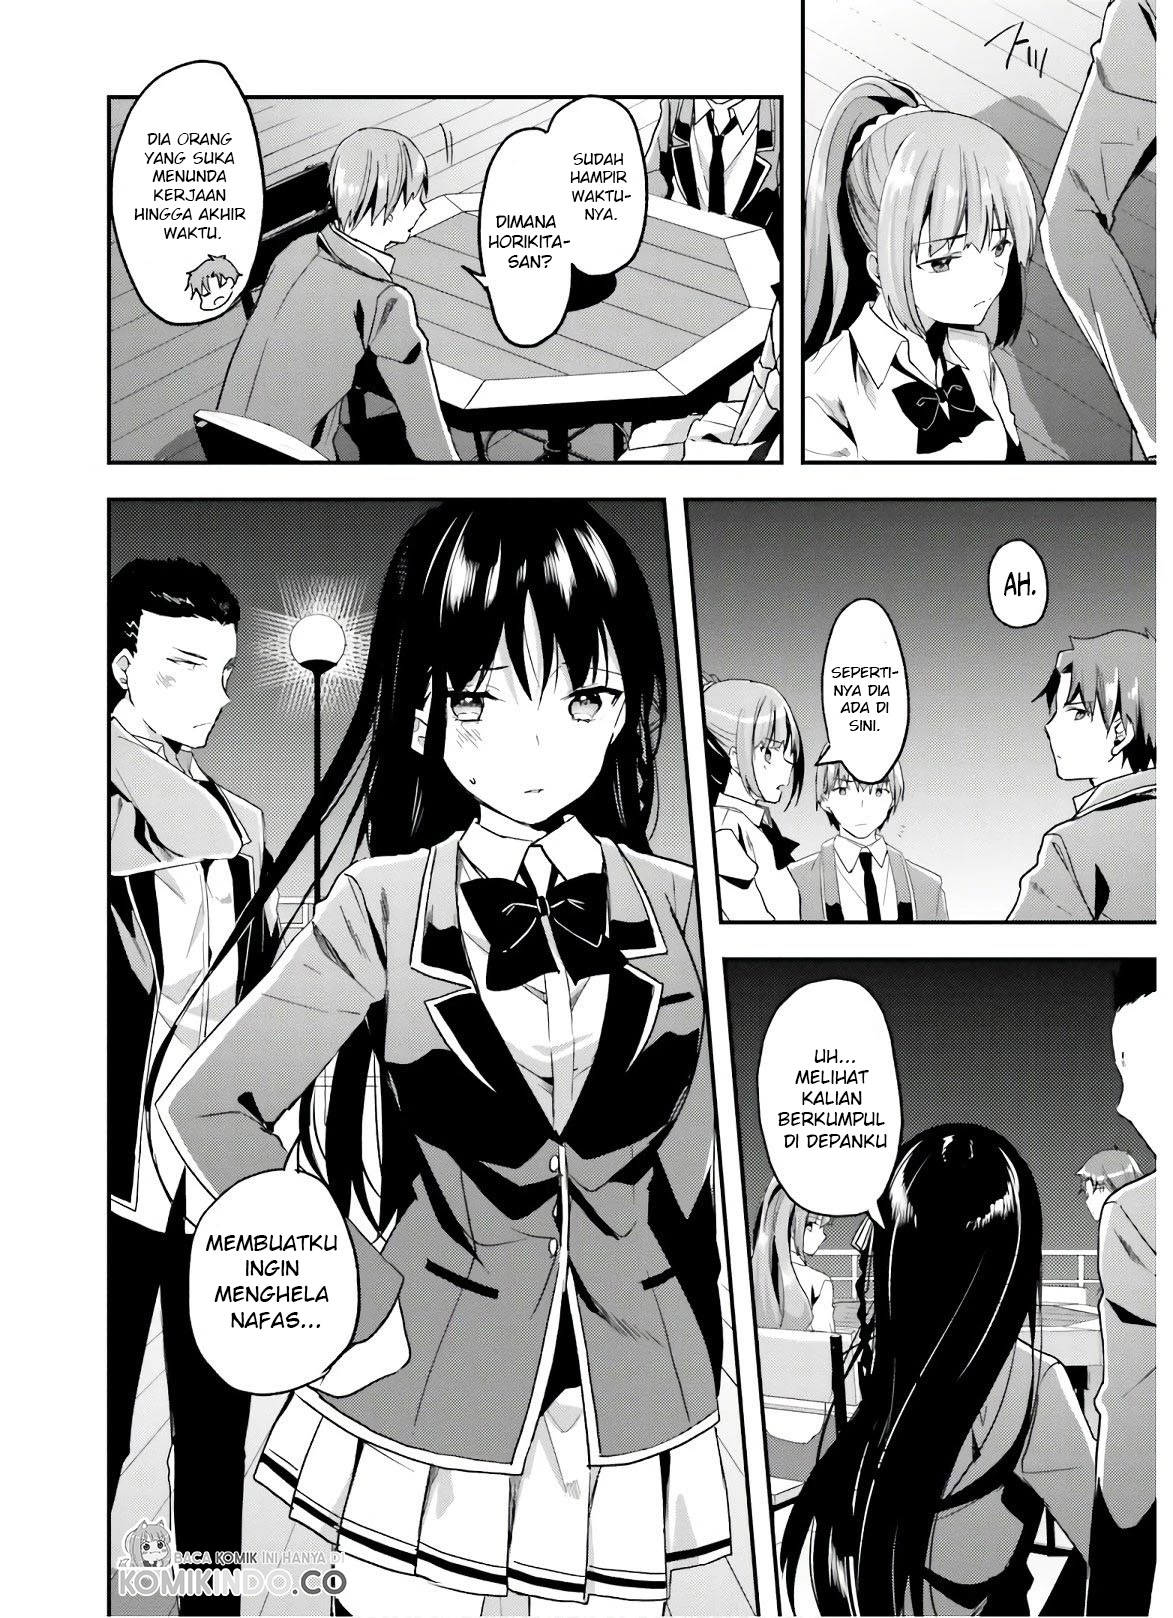 SUDAH
HAMPIR
WAKTU-
NYA.
DIMANA
HORIKITA-
SAN?
DIA ORANG
YANG SUKA
MENUNDA
KERJAAN
HINGGA AKHIR
WAKTU.
AH.
SEPERTI-
NYA DIA
ADA DI
SINI.
UH...
MELIHAT
KALIAN
BERKUMPUL
DI DEPANKU
MEMBUATKU
INGIN
MENGHELA
NAFAS...
BACA KOMIK INI HANYA DI
KOMIKINDO.CO